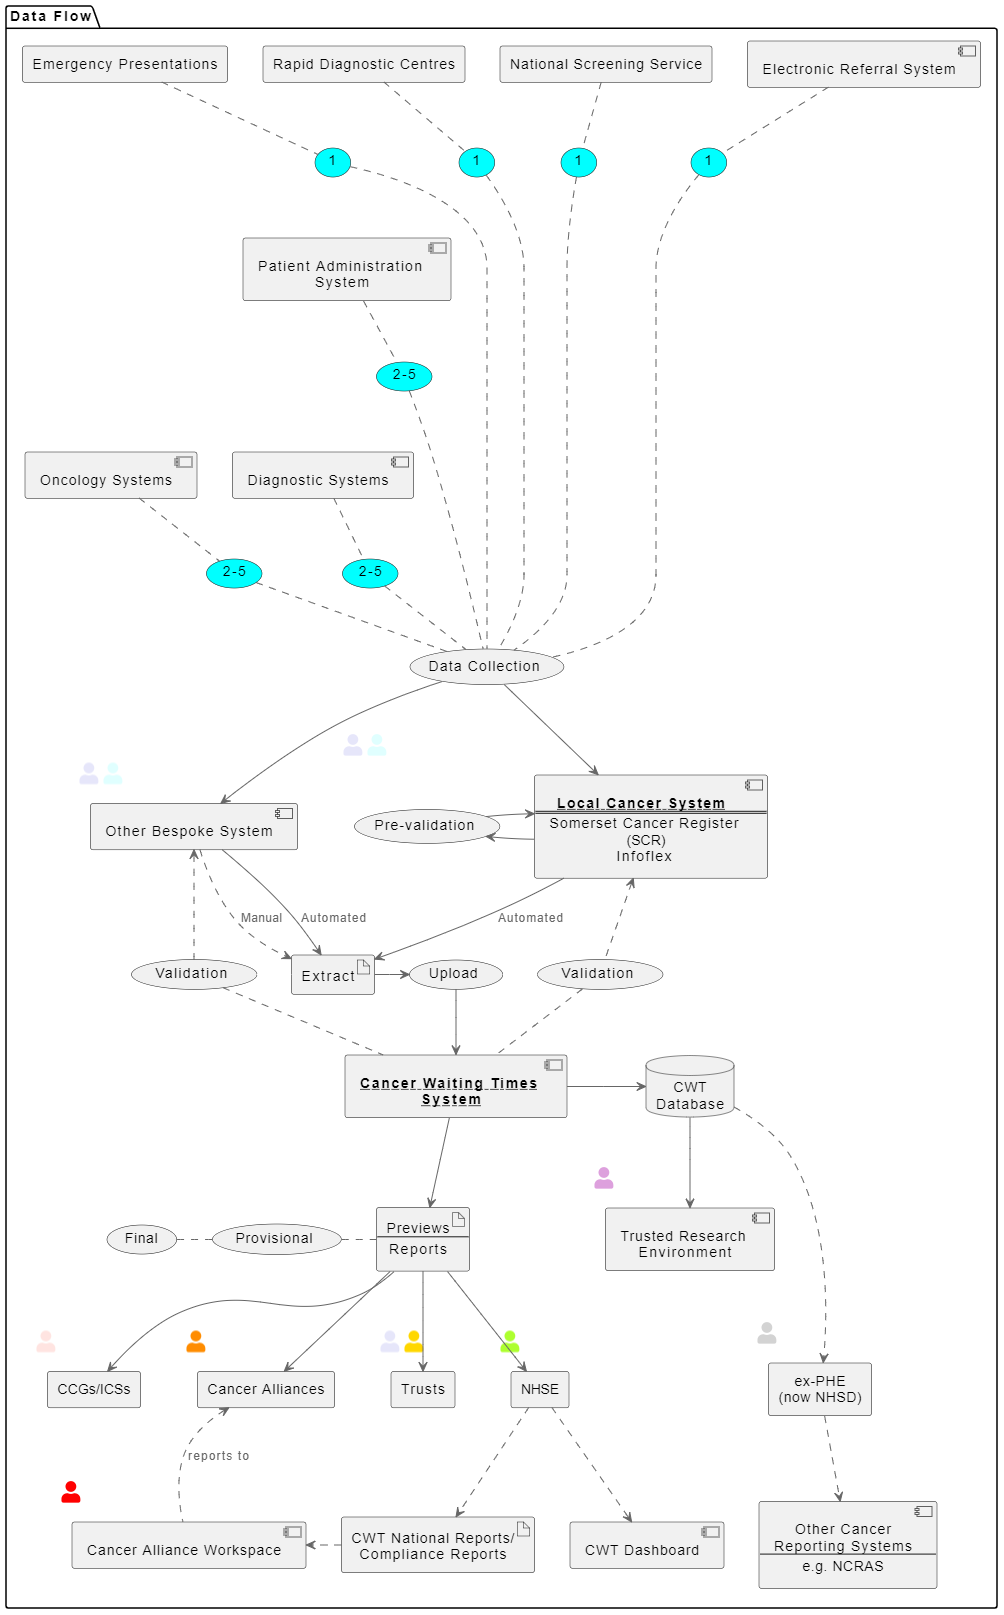 Data Flow
Emergency Presentations
Rapid Diagnostic Centres
National Screening Service
Electronic Referral System
1
1
1
1
Patient Administration
System
2-5
Oncology Systems
Diagnostic Systems
2-5
2-5
Data Collection
Other Bespoke System
Pre-validation
Local Cancer System
Somerset Cancer Register
(SCR)
Infoflex
Manual
Automated
Automated
Validation
Extract
Upload
Validation
Cancer Waiting Times
System
CWT
Database
Final
Provisional
Previews
Reports
Trusted Research
Environment
CCGs/ICSs
Cancer Alliances
Trusts
NHSE
ex-PHE
(now NHSD)
reports to
Cancer Alliance Workspace
CWT National Reports/
Compliance Reports
CWT Dashboard
Other Cancer
Reporting Systems
e.g. NCRAS